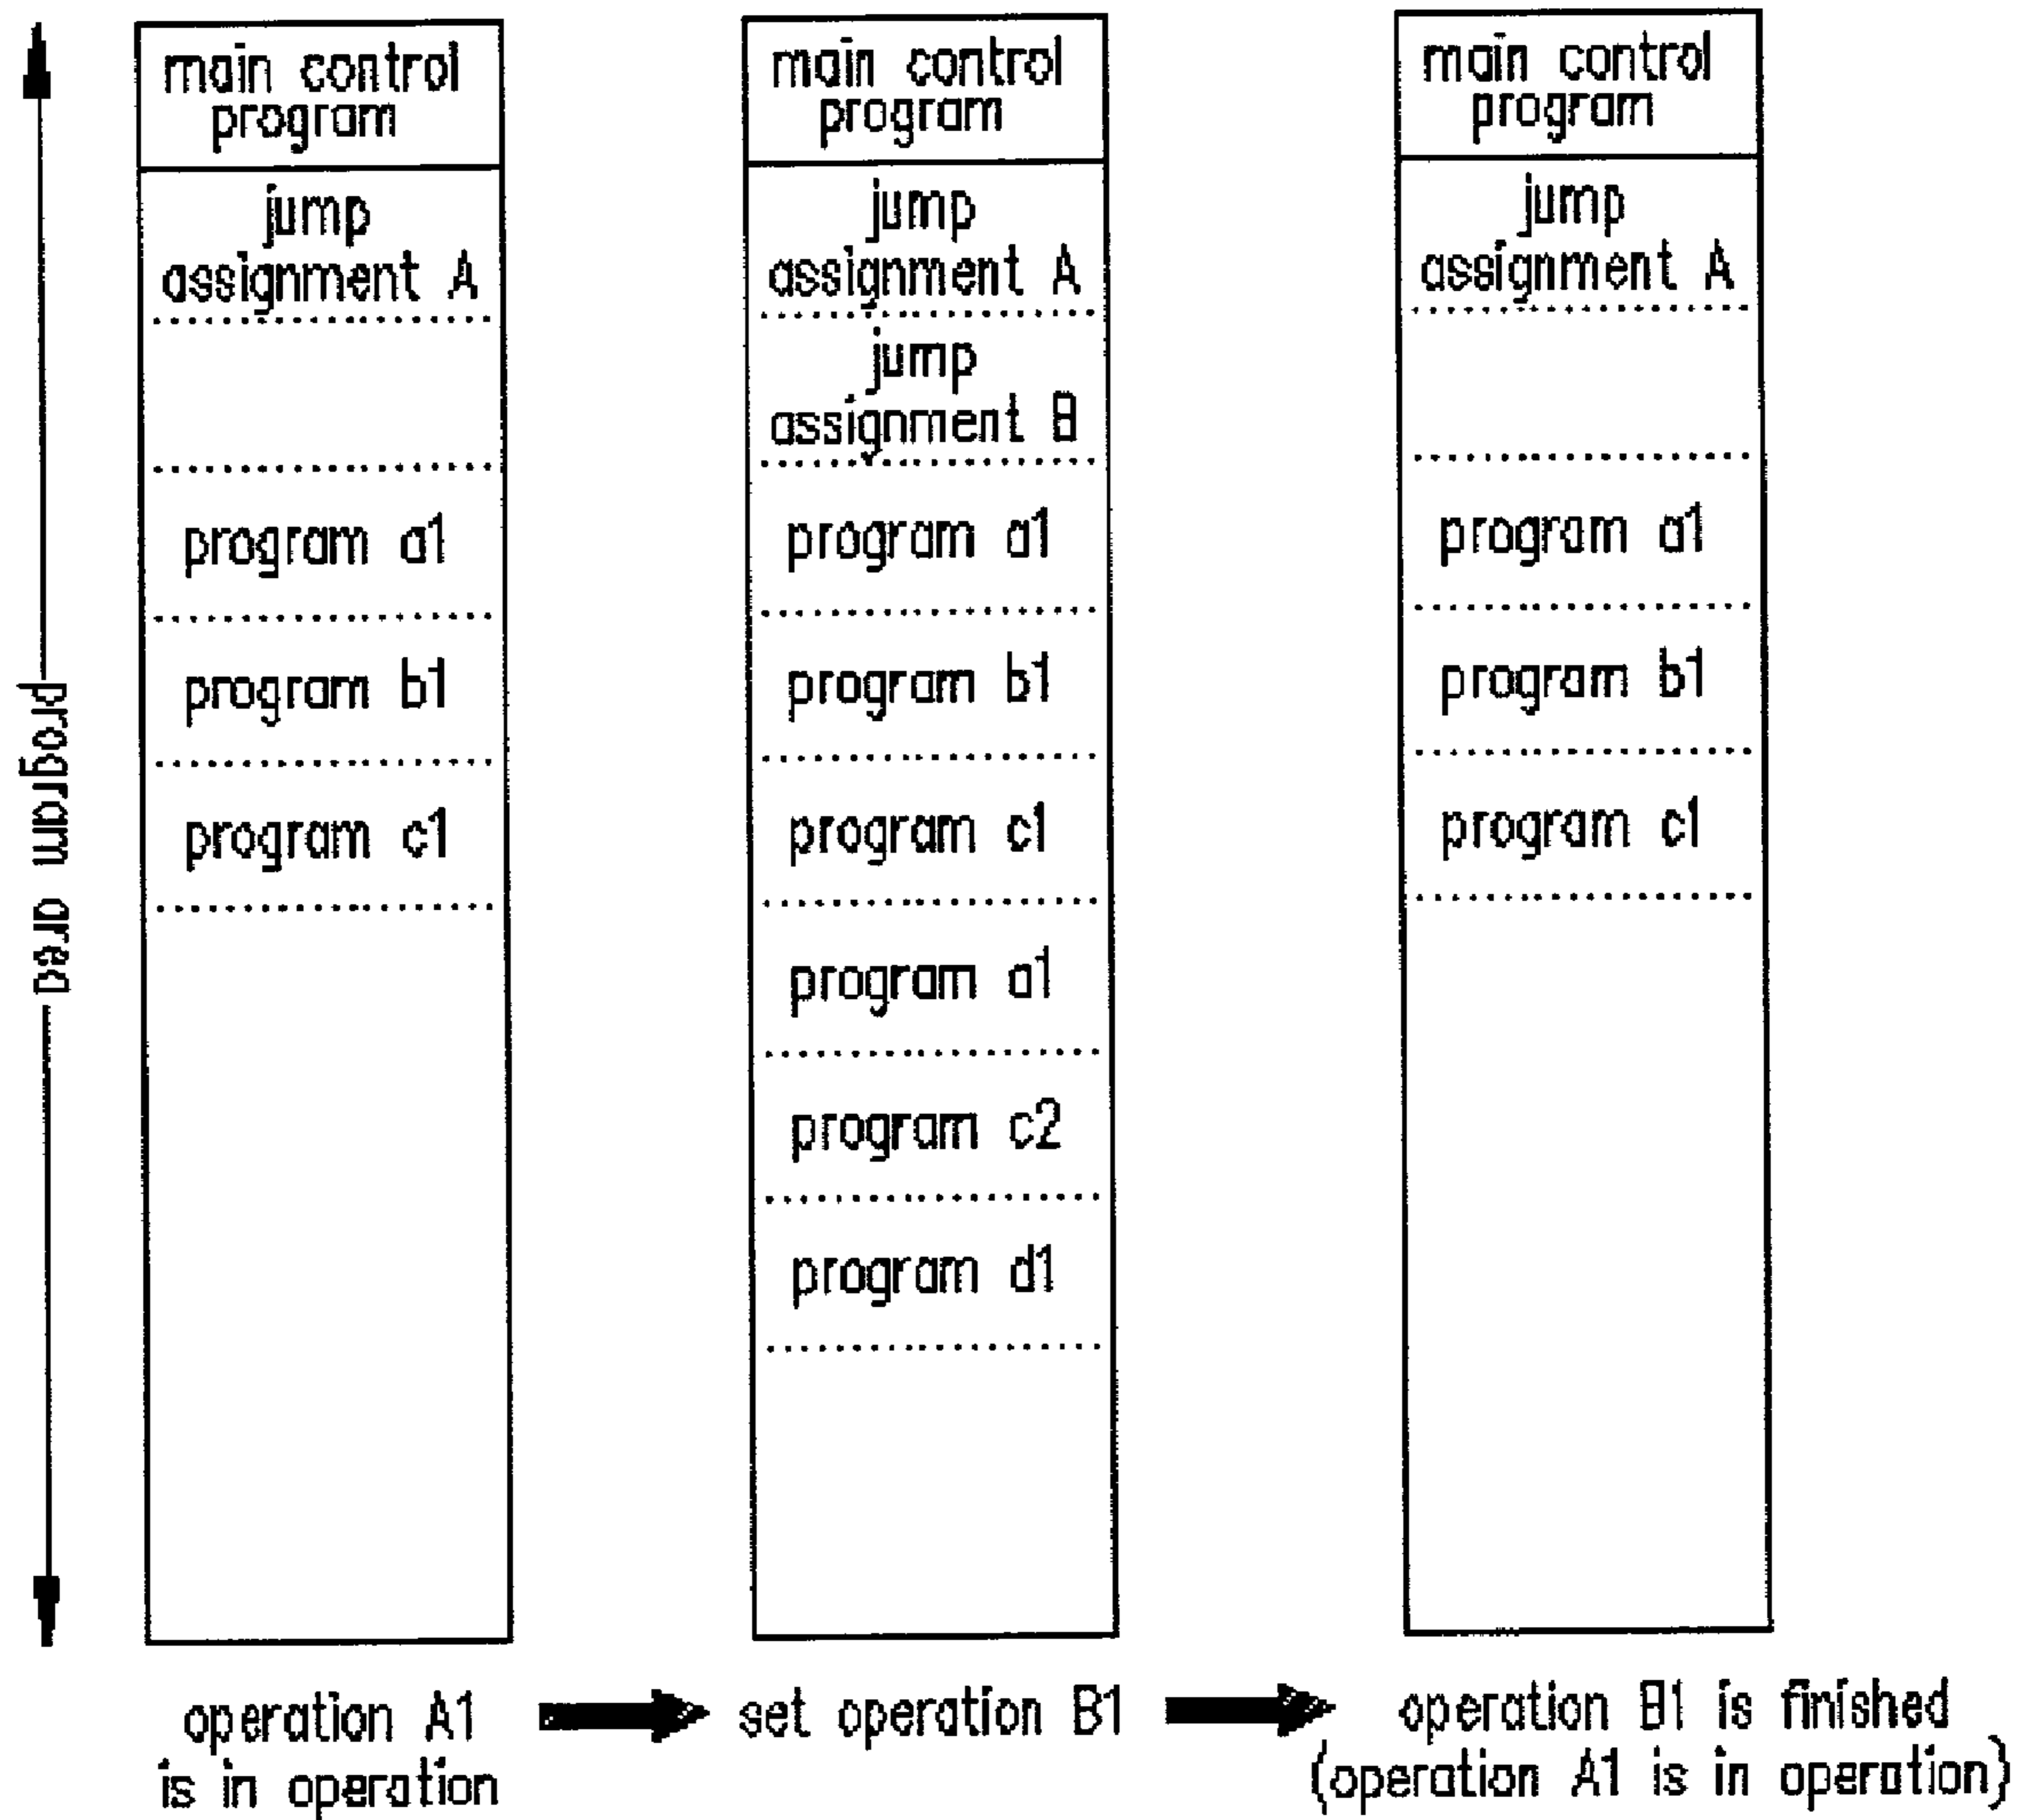 program area
main control
program
jump
assignment A
program a1
program b1
program c1
operation A1
is in operation
main control
program
jump
assignment A
jump
assignment B
program a1
program b1
program c1
program a1
program c2
program d1
set operation B1
main control
program
jump
assignment A
program a1
program b1
program c1
operation B1 is finished
(operation A1 is in operation)